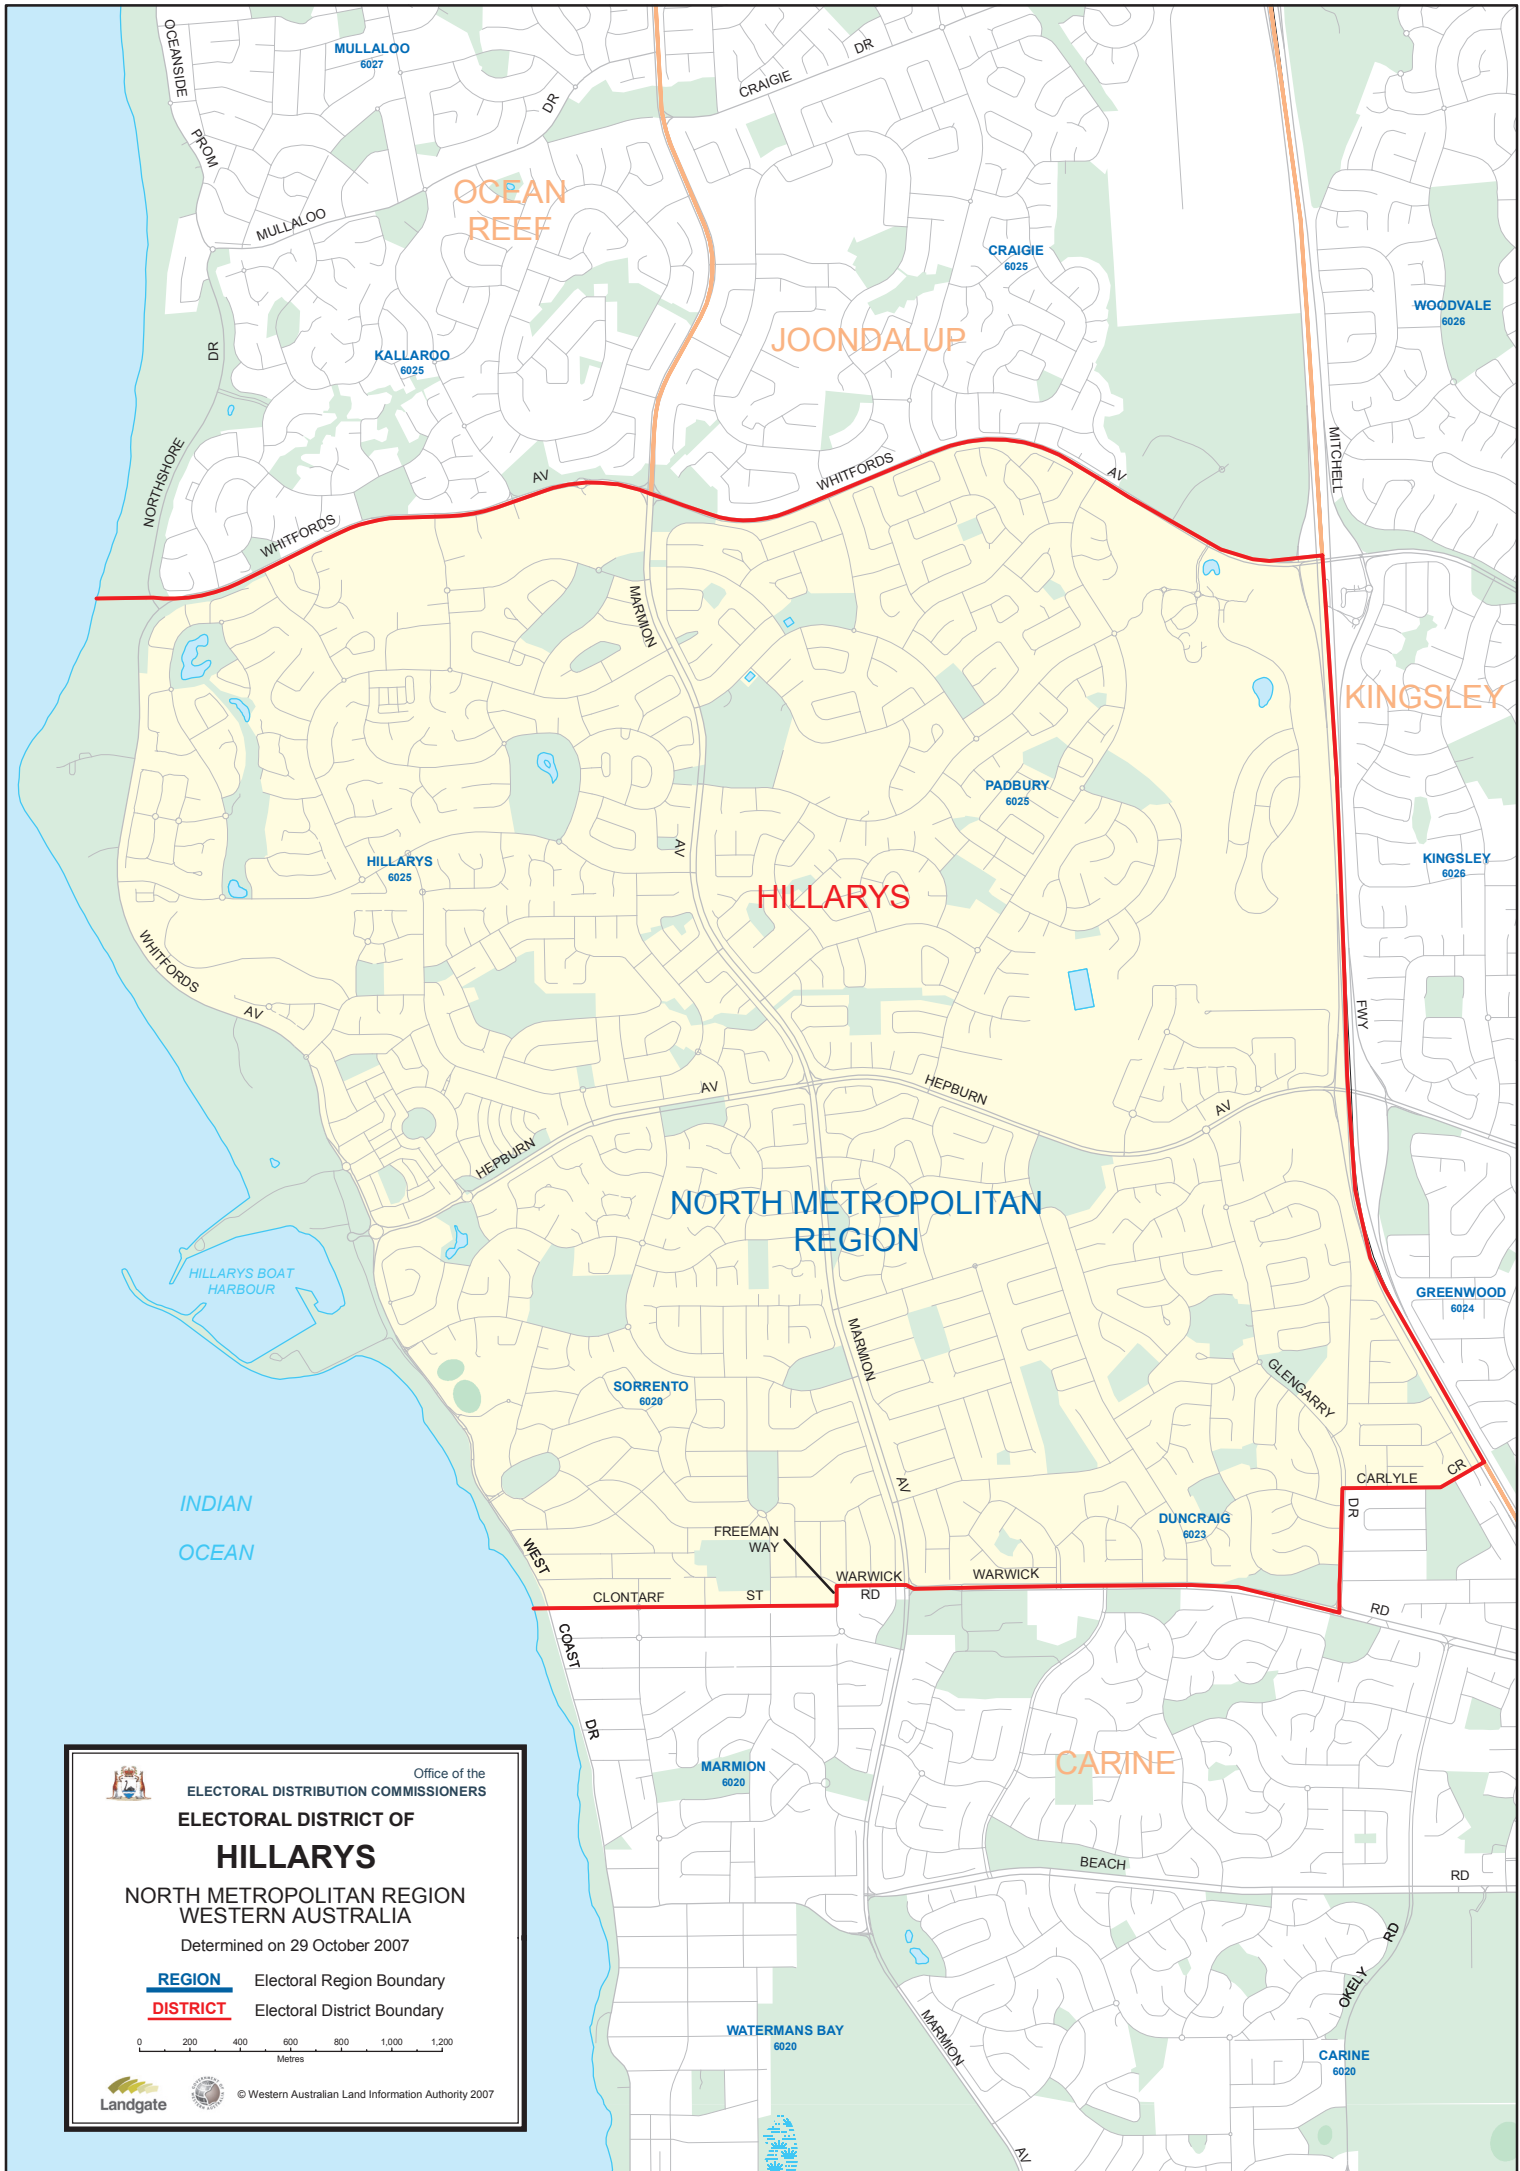 OCEANSIDE
PROM
MULLALOO
6027
DR
CRAIGIE
DR
OCEAN
REEF
MULLALOO
CRAIGIE
6025
WOODVALE
6026
JOONDALUP
DR
KALLAROO
6025
NORTHSHORE
WHITFORDS
AV
WHITFORDS
AV
MITCHELL
MARMION
KINGSLEY
PADBURY
6025
AV
HILLARYS
6025
KINGSLEY
6026
HILLARYS
WHITFORDS
AV
FWY
AV
HEPBURN
AV
HEPBURN
NORTH METROPOLITAN
REGION
HILLARYS BOAT
HARBOUR
GREENWOOD
6024
MARMION
GLENGARRY
SORRENTO
6020
AV
CARLYLE
CR
DR
INDIAN
OCEAN
DUNCRAIG
6023
FREEMAN
WAY
WEST
WARWICK
RD
WARWICK
CLONTARF
ST
RD
COAST
DR
MARMION
6020
CARINE
BEACH
RD
RD
OKELY
MARMION
AV
WATERMANS BAY
6020
CARINE
6020
Office of the
ELECTORAL DISTRIBUTION COMMISSIONERS
ELECTORAL DISTRICT OF
HILLARYS
NORTH METROPOLITAN REGION
WESTERN AUSTRALIA
Determined on 29 October 2007
REGION Electoral Region Boundary
DISTRICT Electoral District Boundary
0 200 400 600 800 1,000 1,200
Metres
Landgate
© Western Australian Land Information Authority 2007